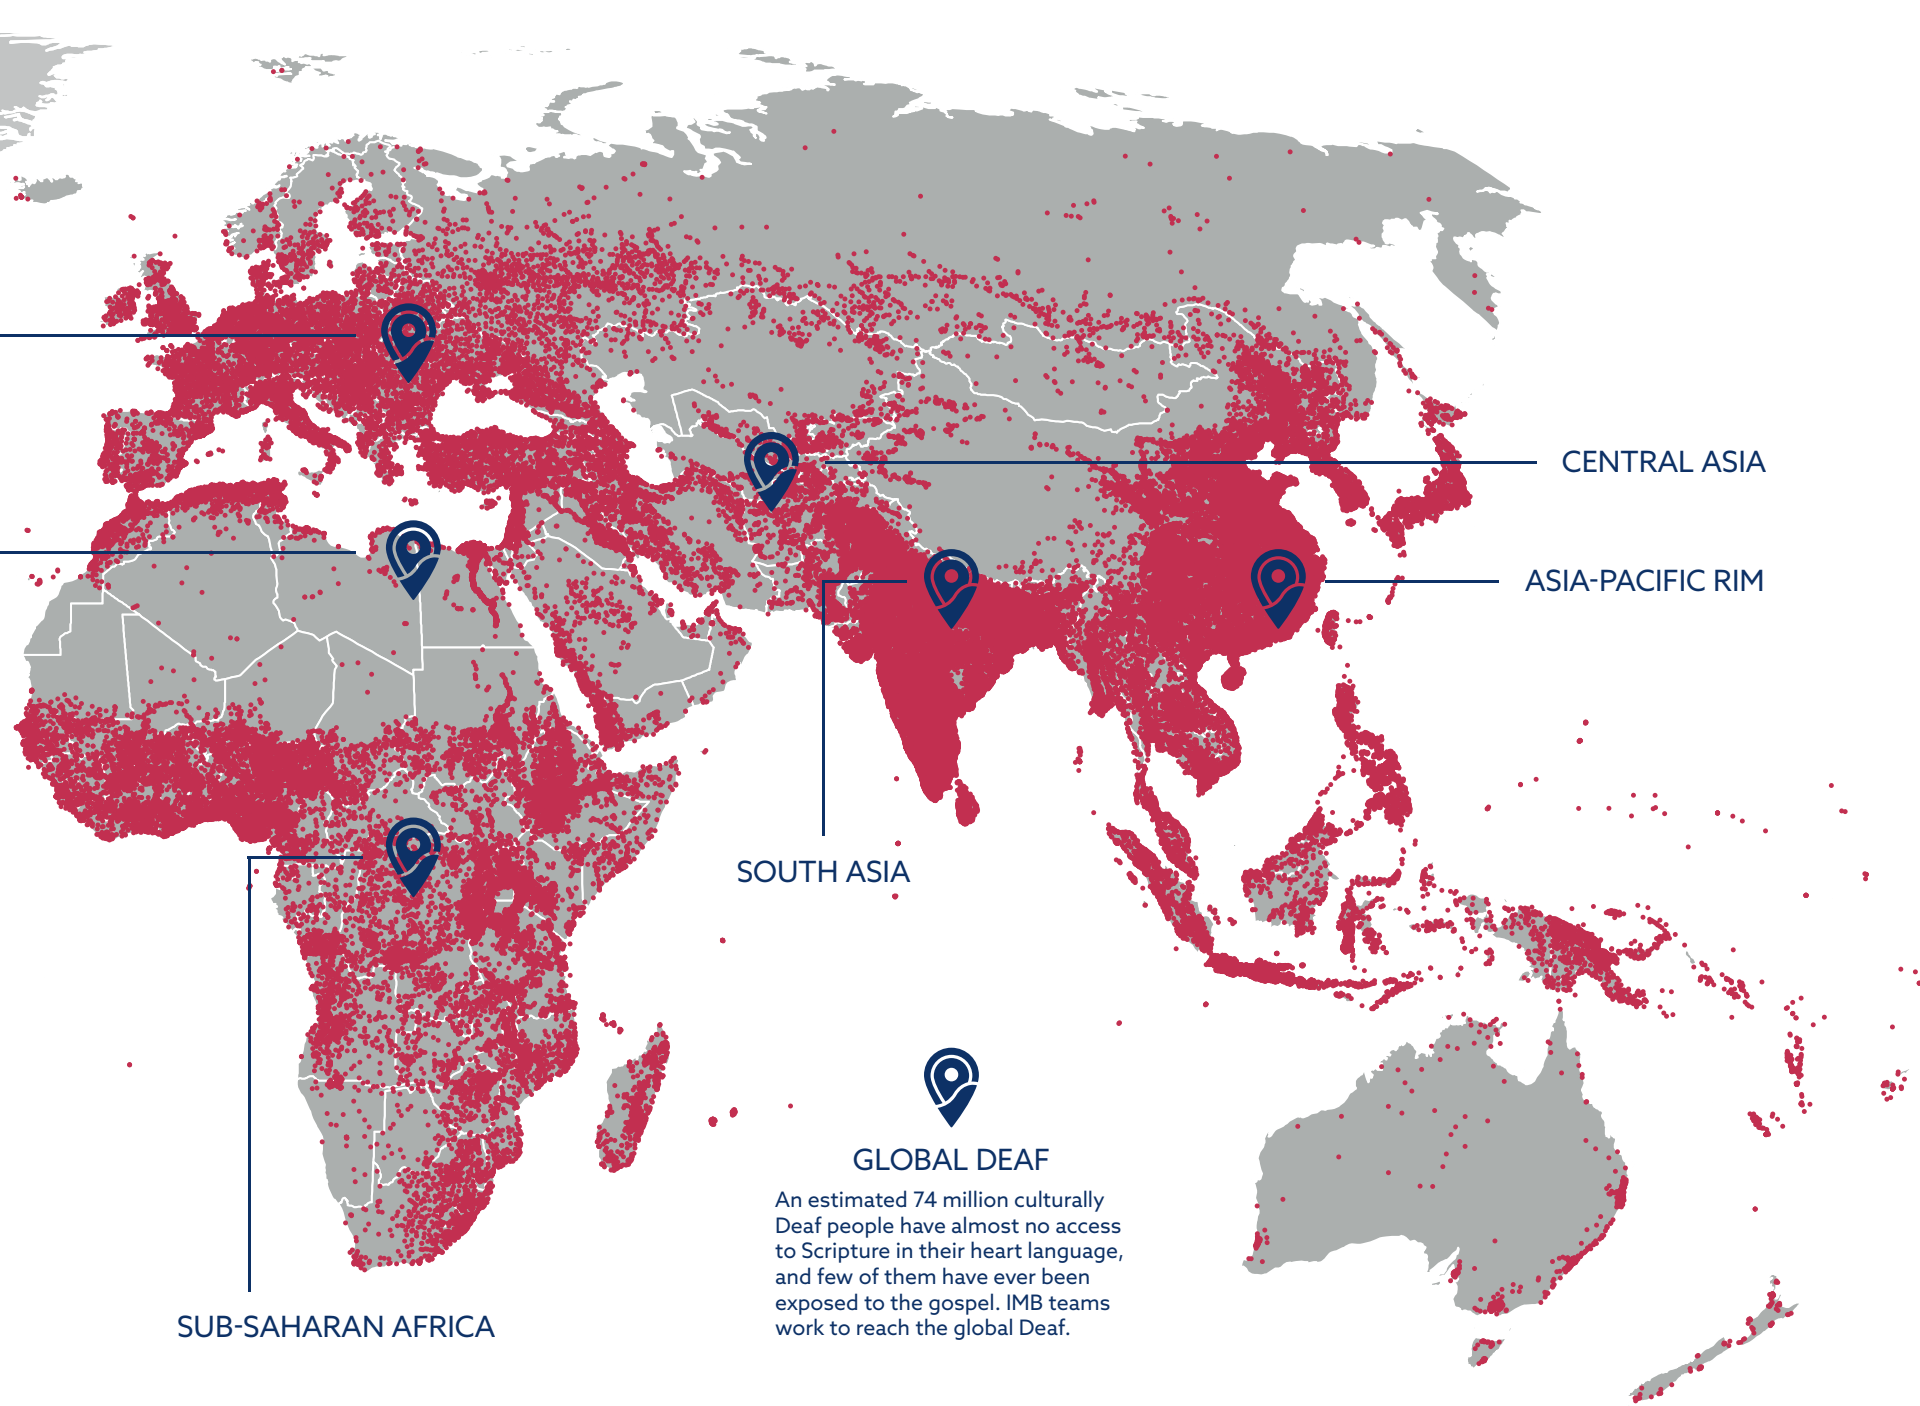 CENTRAL ASIA
ASIA-PACIFIC RIM
SOUTH ASIA
SUB-SAHARAN AFRICA
GLOBAL DEAF
An estimated 74 million culturally
Deaf people have almost no access
to Scripture in their heart language,
and few of them have ever been
exposed to the gospel. IMB teams
work to reach the global Deaf.